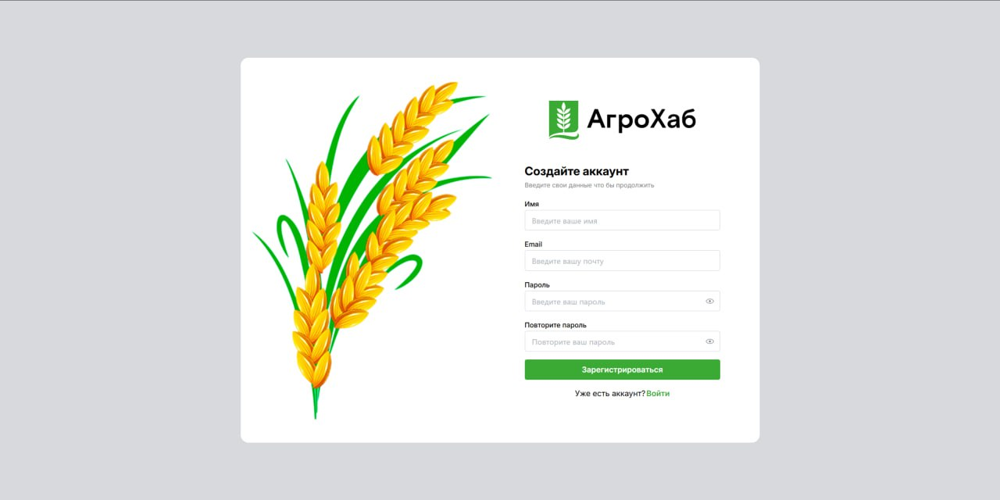 АгроХаб
Создайте аккаунт
Введите свои данные что бы продолжить
Имя
Введите ваше имя
Email
Введите вашу почту
Пароль
Введите ваш пароль
Повторите пароль
Повторите ваш пароль
Зарегистрироваться
Уже есть аккаунт? Войти